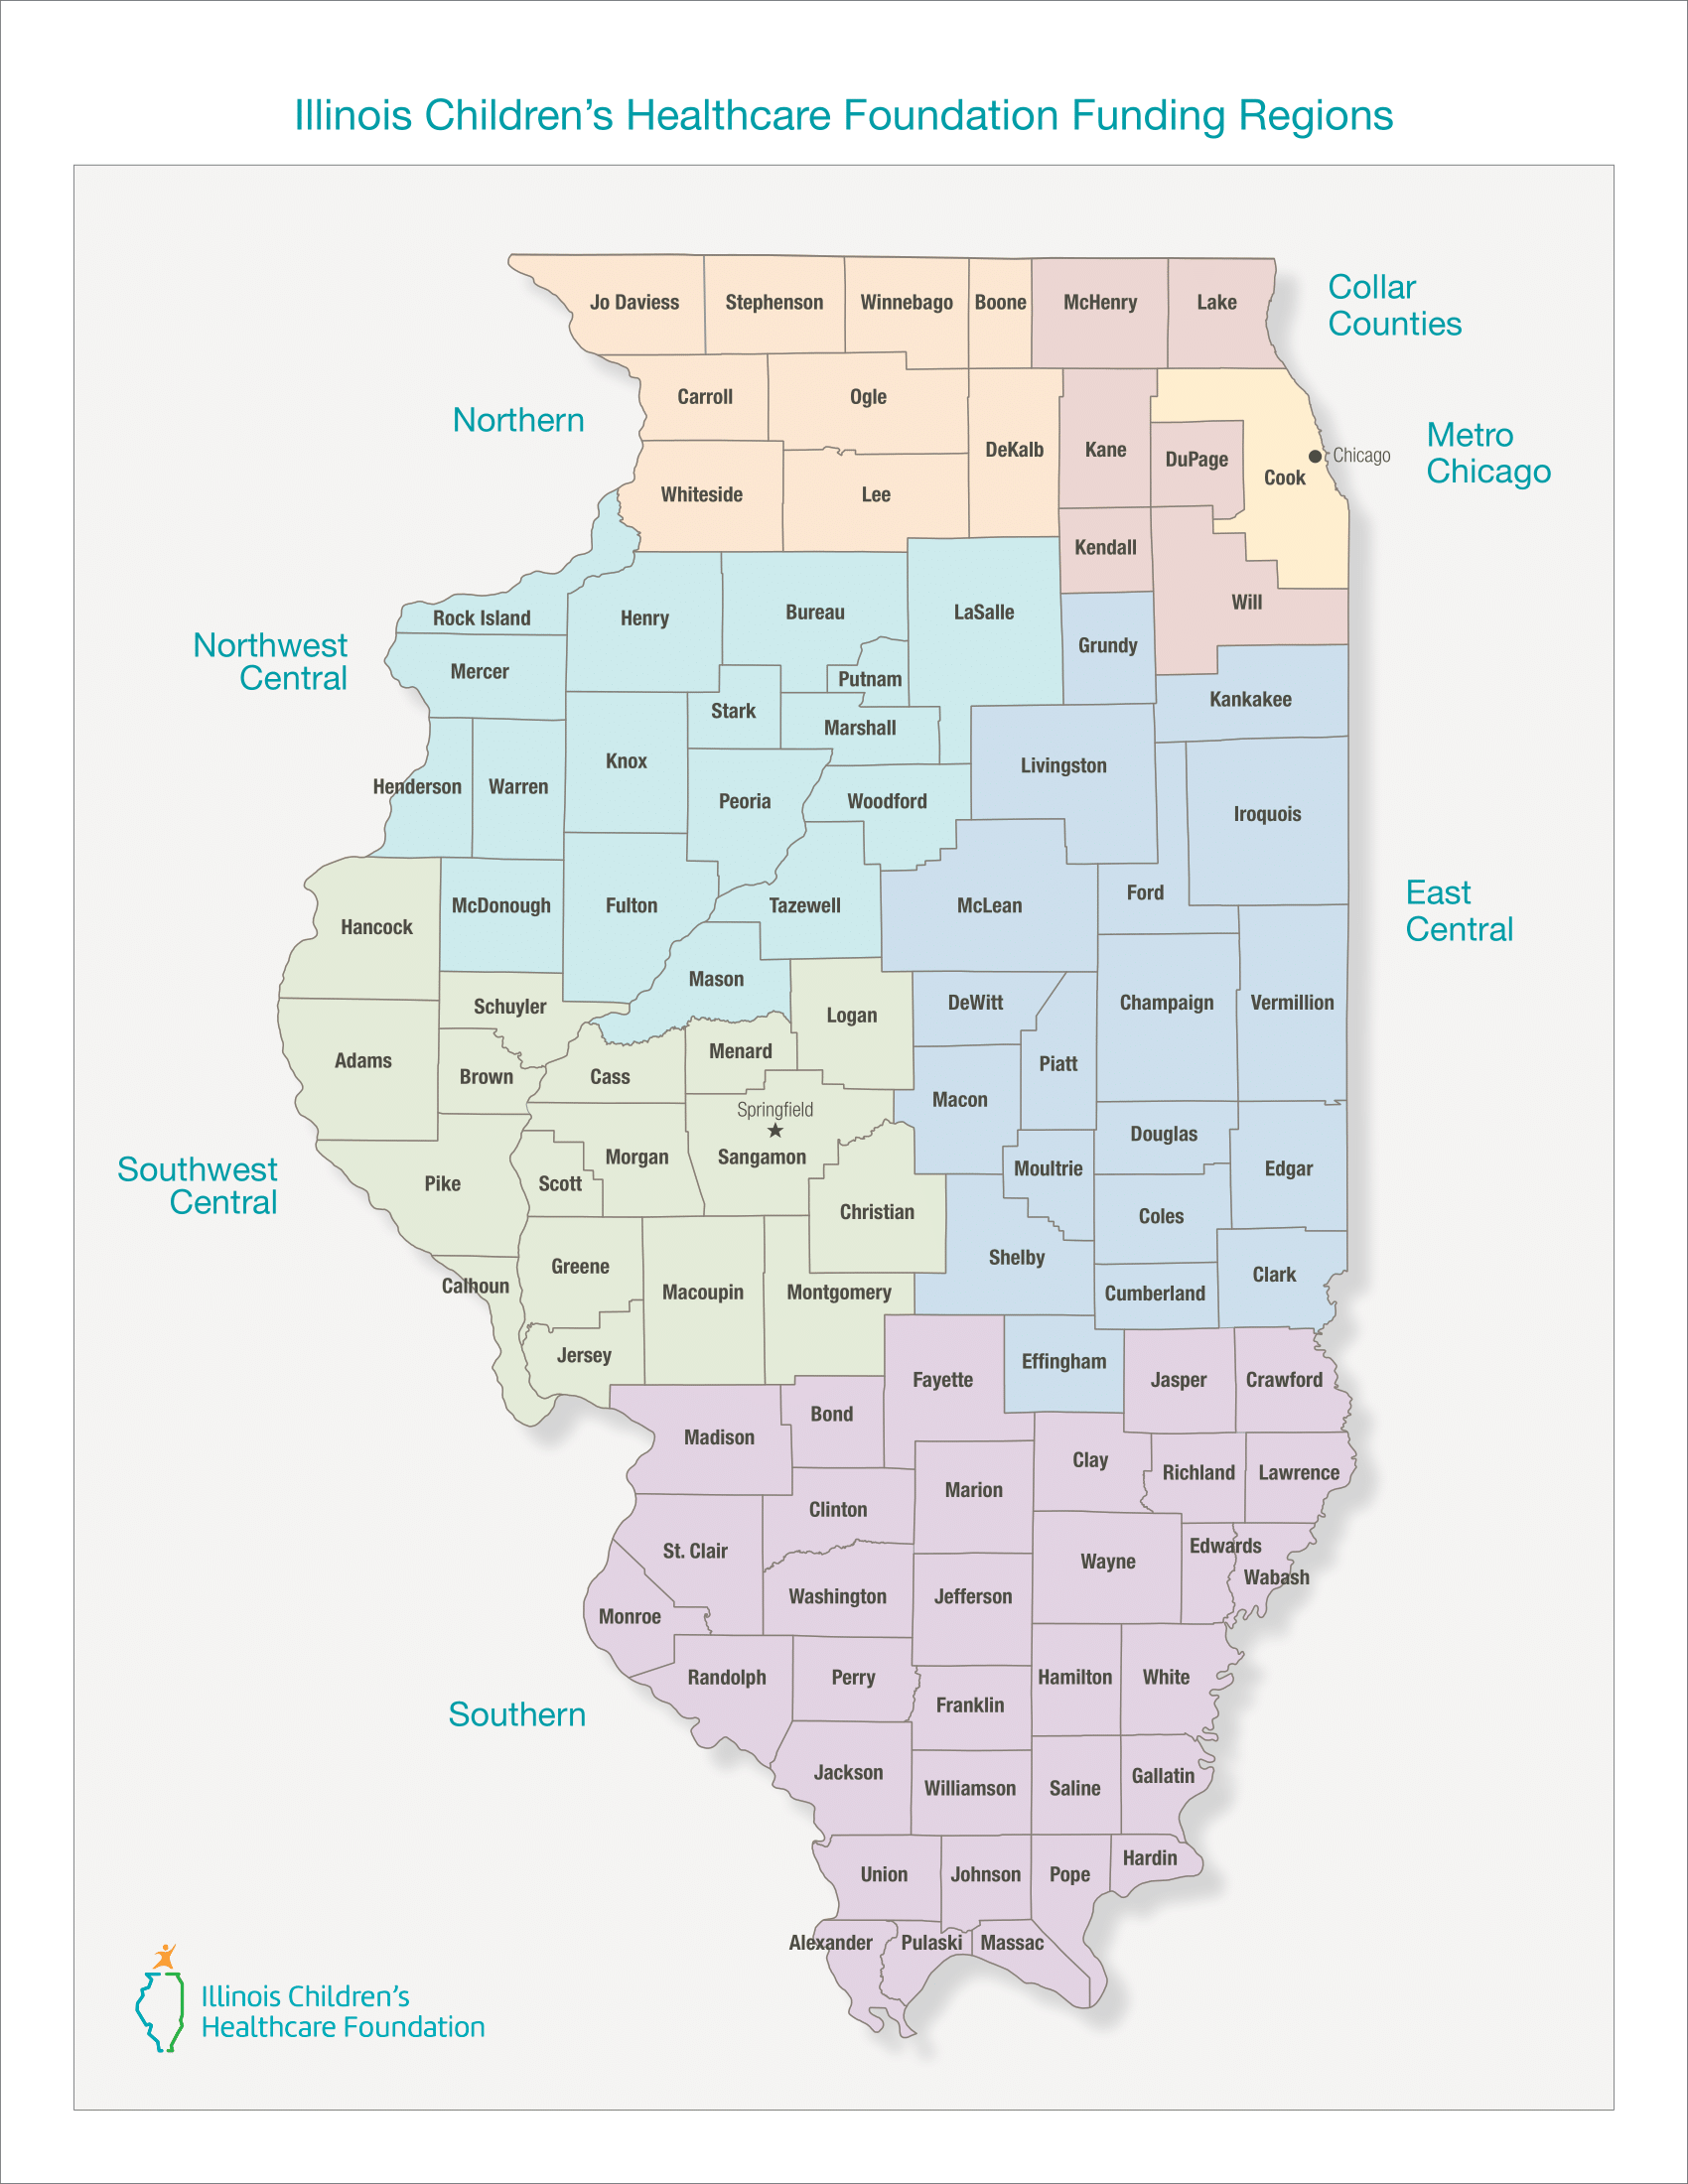 Illinois Children's Healthcare Foundation Funding Regions
Collar
Counties
Jo Daviess
Stephenson
Winnebago
Boone
McHenry
Lake
Northern
Carroll
Ogle
DeKalb
Kane
DuPage
Cook
Chicago
Metro
Chicago
Whiteside
Lee
Kendall
Will
Northwest
Central
Rock Island
Henry
Bureau
LaSalle
Grundy
Mercer
Putnam
Kankakee
Stark
Marshall
Henderson
Warren
Knox
Peoria
Woodford
Livingston
Iroquois
East
Central
Hancock
McDonough
Fulton
Tazewell
McLean
Ford
Mason
Schuyler
Logan
DeWitt
Champaign
Vermillion
Adams
Brown
Cass
Menard
Piatt
Macon
Springfield
Sangamon
Southwest
Central
Pike
Scott
Morgan
Christian
Moultrie
Douglas
Edgar
Coles
Shelby
Calhoun
Greene
Macoupin
Montgomery
Cumberland
Clark
Jersey
Fayette
Effingham
Jasper
Crawford
Madison
Bond
Clay
Richland
Lawrence
Clinton
Marion
St. Clair
Wayne
Edwards
Wabash
Monroe
Washington
Jefferson
Southern
Randolph
Perry
Franklin
Hamilton
White
Jackson
Williamson
Saline
Gallatin
Union
Johnson
Pope
Hardin
Alexander
Pulaski
Massac
Illinois Children's
Healthcare Foundation